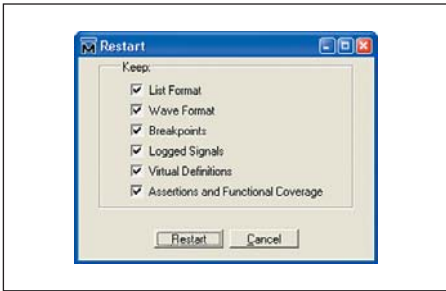 Restart
Keep:
List Format
Wave Format
Breakpoints
Logged Signals
Virtual Definitions
Assertions and Functional Coverage
Restart Cancel